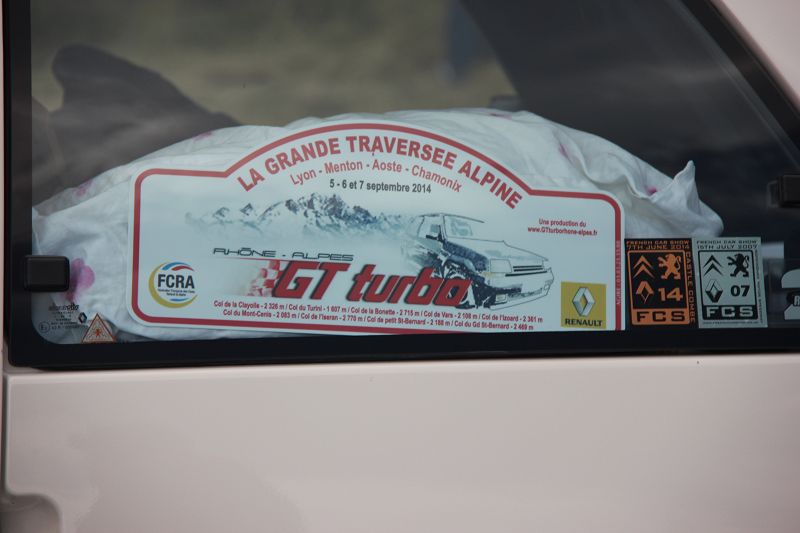 LA GRANDE TRAVERSEE ALPINE
Lyon - Menton - Aoste - Chamonix
5 - 6 et 7 septembre 2014
Une production du
www.GTturborhone-alpes.fr
RHÔNE - ALPES
GT turbo
FCRA
RENAULT
Col de la Clayolle - 2 326 m / Col du Turini - 1 607 m / Col de la Bonette - 2 715 m / Col de Vars - 2 108 m / Col de l'Izoard - 2 361 m
Col du Mont-Cenis - 2 083 m / Col de l'Iseran - 2 770 m / Col de petit St-Bernard - 2 188 m / Col du Gd St-Bernard - 2 469 m
FRENCH CAR SHOW
7TH JUNE 2014
CASTLE COMBE
14
FCS
FRENCH CAR SHOW
15TH JULY 2007
07
FCS